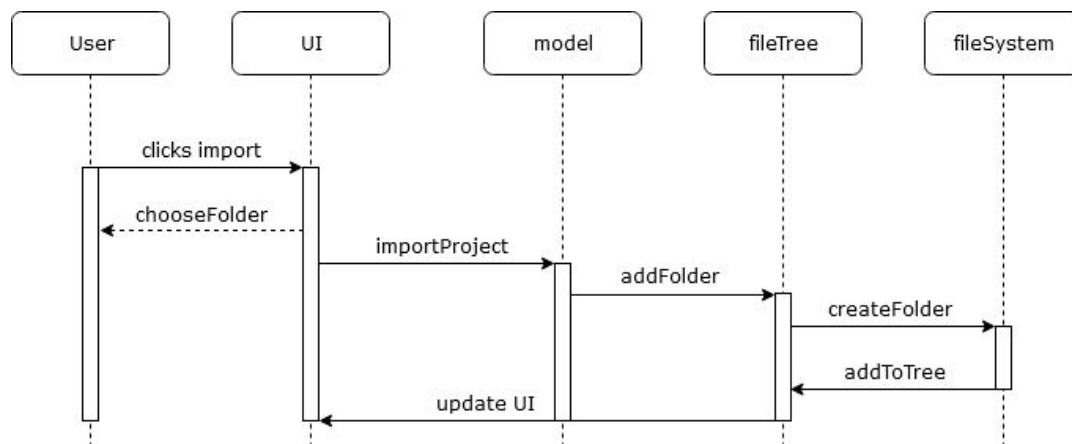 User
UI
model
fileTree
fileSystem
clicks import
chooseFolder
importProject
addFolder
createFolder
addToTree
update UI